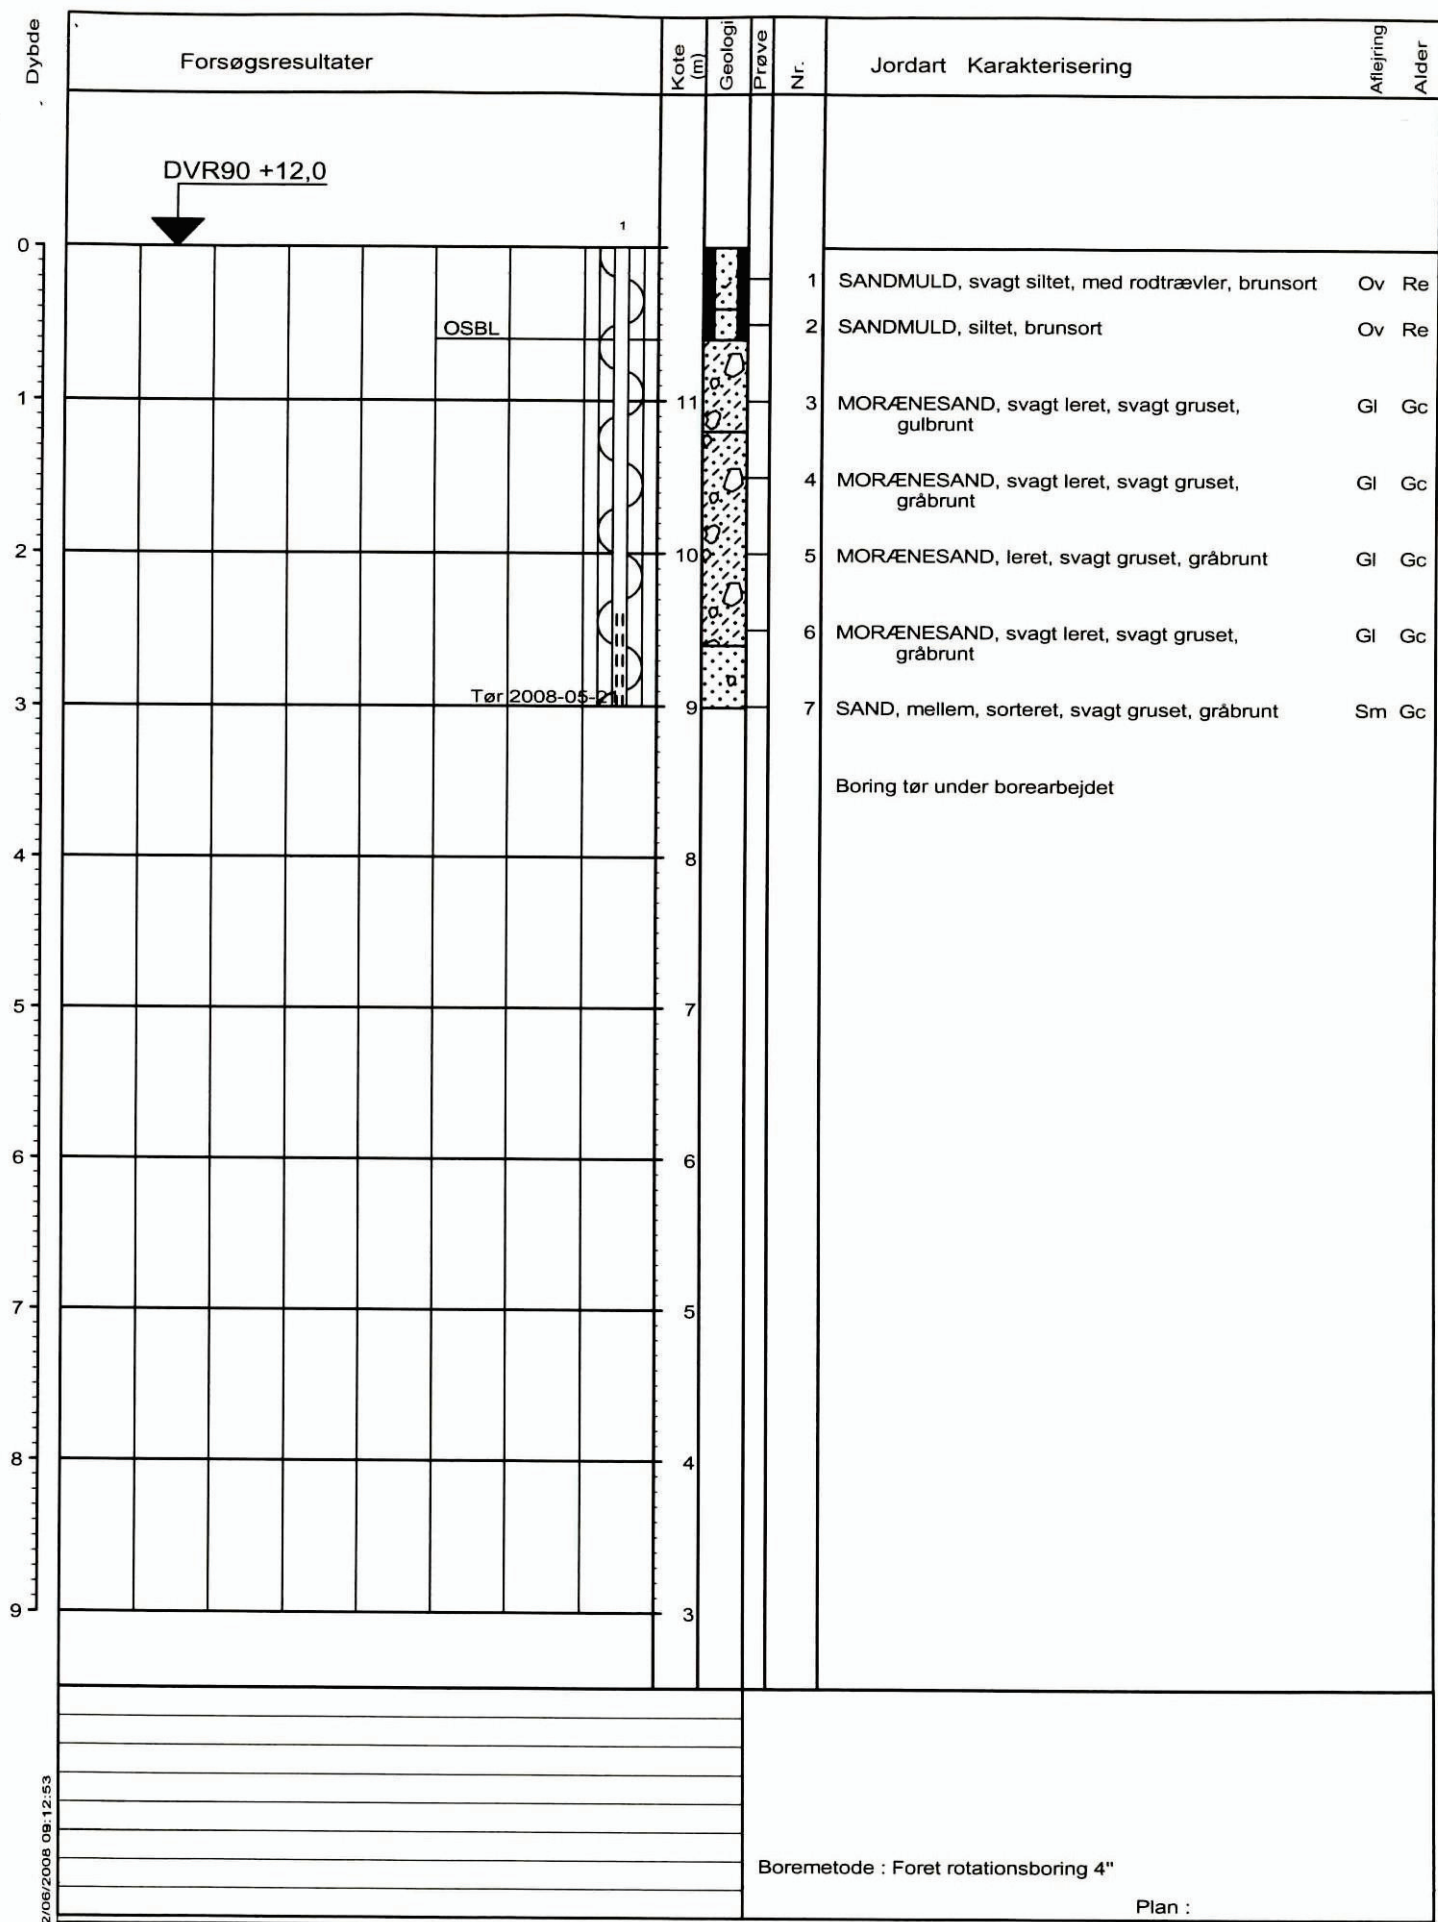 Dybde
Forsøgsresultater
Kote (m)
Geologi
Prøve
Nr.
Jordart Karakterisering
Aflejring
Alder
DVR90 +12,0
1
0
1 SANDMULD, svagt siltet, med rodtrævler, brunsort Ov Re
OSBL
2 SANDMULD, siltet, brunsort Ov Re
1
11
3 MORÆNESAND, svagt leret, svagt gruset, Gl Gc
gulbrunt
4 MORÆNESAND, svagt leret, svagt gruset, Gl Gc
gråbrunt
2
10
5 MORÆNESAND, leret, svagt gruset, gråbrunt Gl Gc
6 MORÆNESAND, svagt leret, svagt gruset, Gl Gc
gråbrunt
Tør 2008-05-21
3
9
7 SAND, mellem, sorteret, svagt gruset, gråbrunt Sm Gc
Boring tør under borearbejdet
4
8
5
7
6
6
7
5
8
4
9
3
2/06/2008 09:12:53
Boremetode : Foret rotationsboring 4"
Plan :